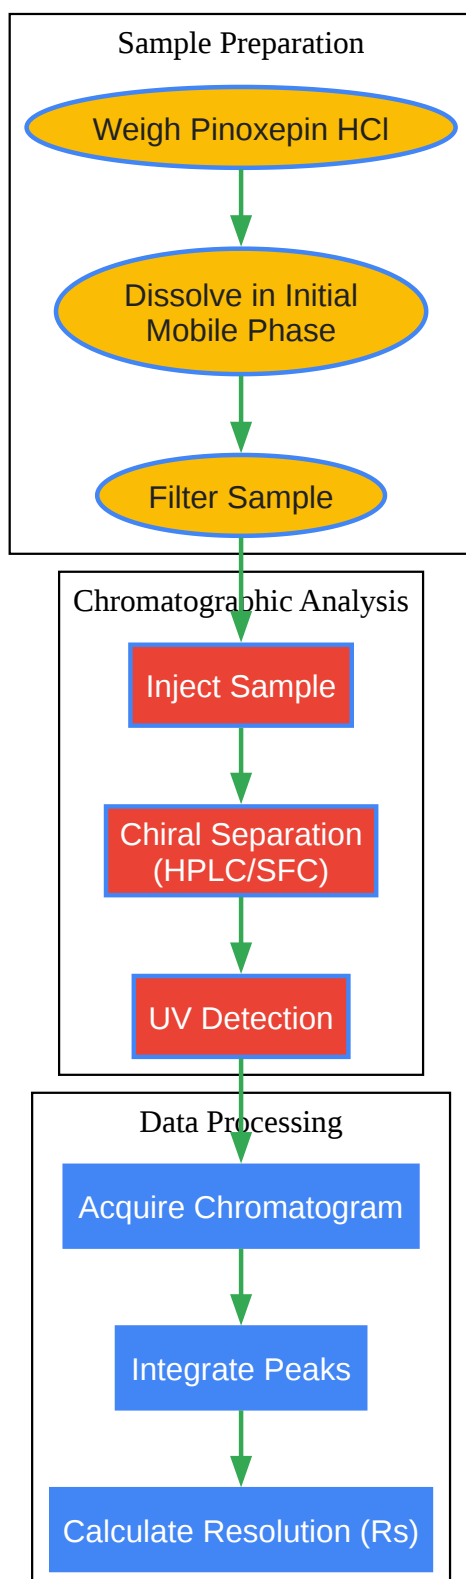 Sample Preparation
Weigh Pinoxepin HCl
Dissolve in Initial
Mobile Phase
Filter Sample
Chromatographic Analysis
Inject Sample
Chiral Separation
(HPLC/SFC)
UV Detection
Data Processing
Acquire Chromatogram
Integrate Peaks
Calculate Resolution (Rs)